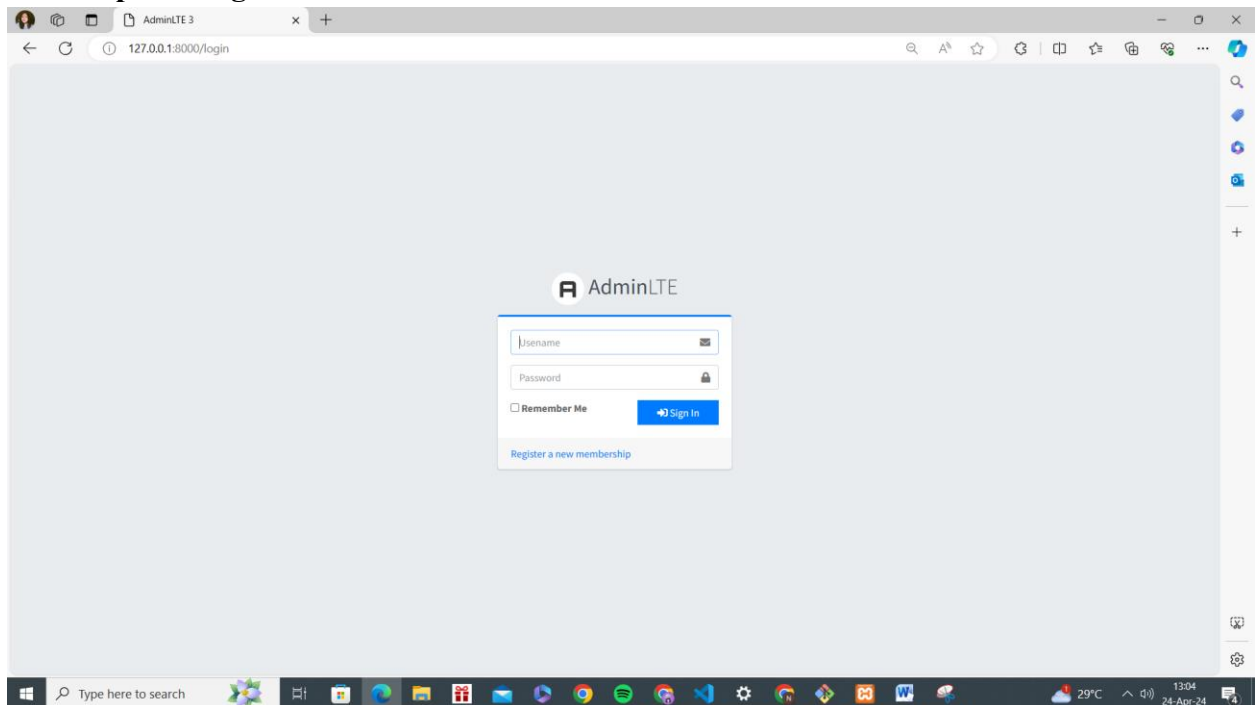 AdminLTE 3
127.0.0.1:8000/login
AdminLTE
Usename
Password
Remember Me
Sign In
Register a new membership
Type here to search
29°C
13:04
24-Apr-24
4